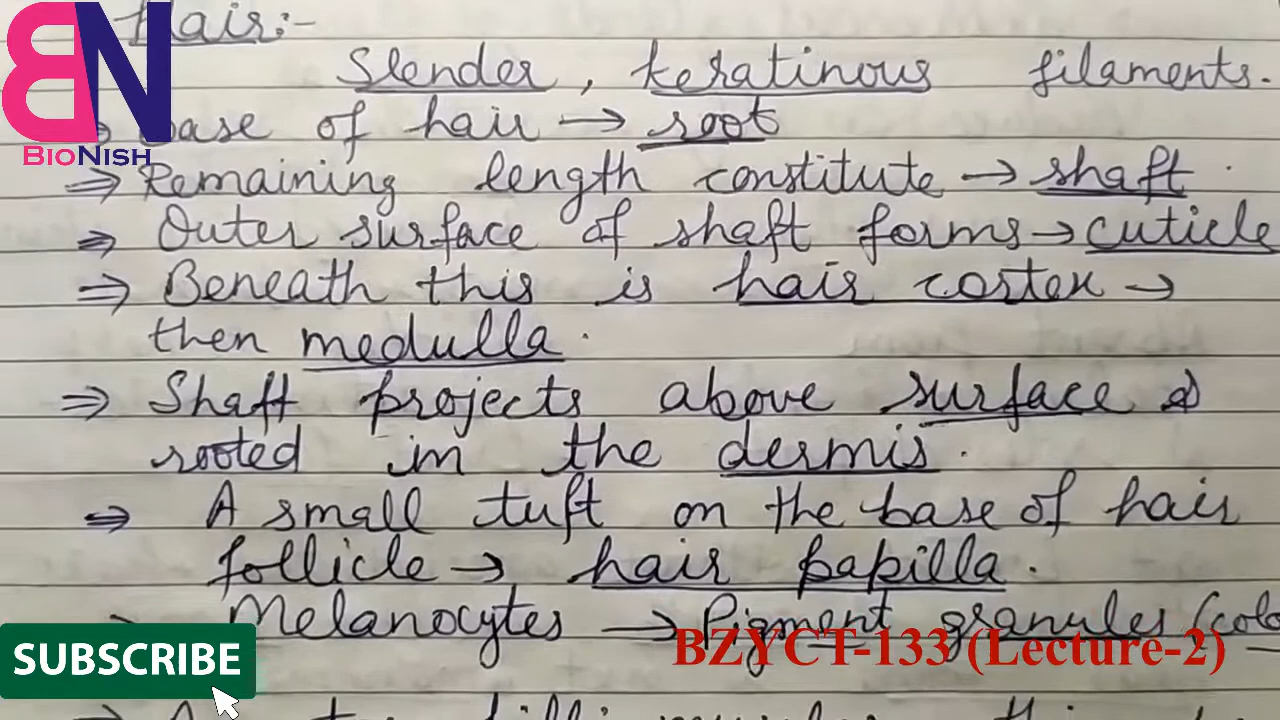 Hair:-
BN
Slender, keratinous filaments.
base of hair → root
BioNish
⇒ Remaining length constitute → shaft.
⇒ Outer surface of shaft forms → cuticle
⇒ Beneath this is hair cortex →
then medulla.
⇒ Shaft projects above surface &
rooted in the dermis.
⇒ A small tuft on the base of hair
follicle → hair papilla.
Melanocytes → Pigment granules (colo
BZYCT-133 (Lecture-2)
SUBSCRIBE